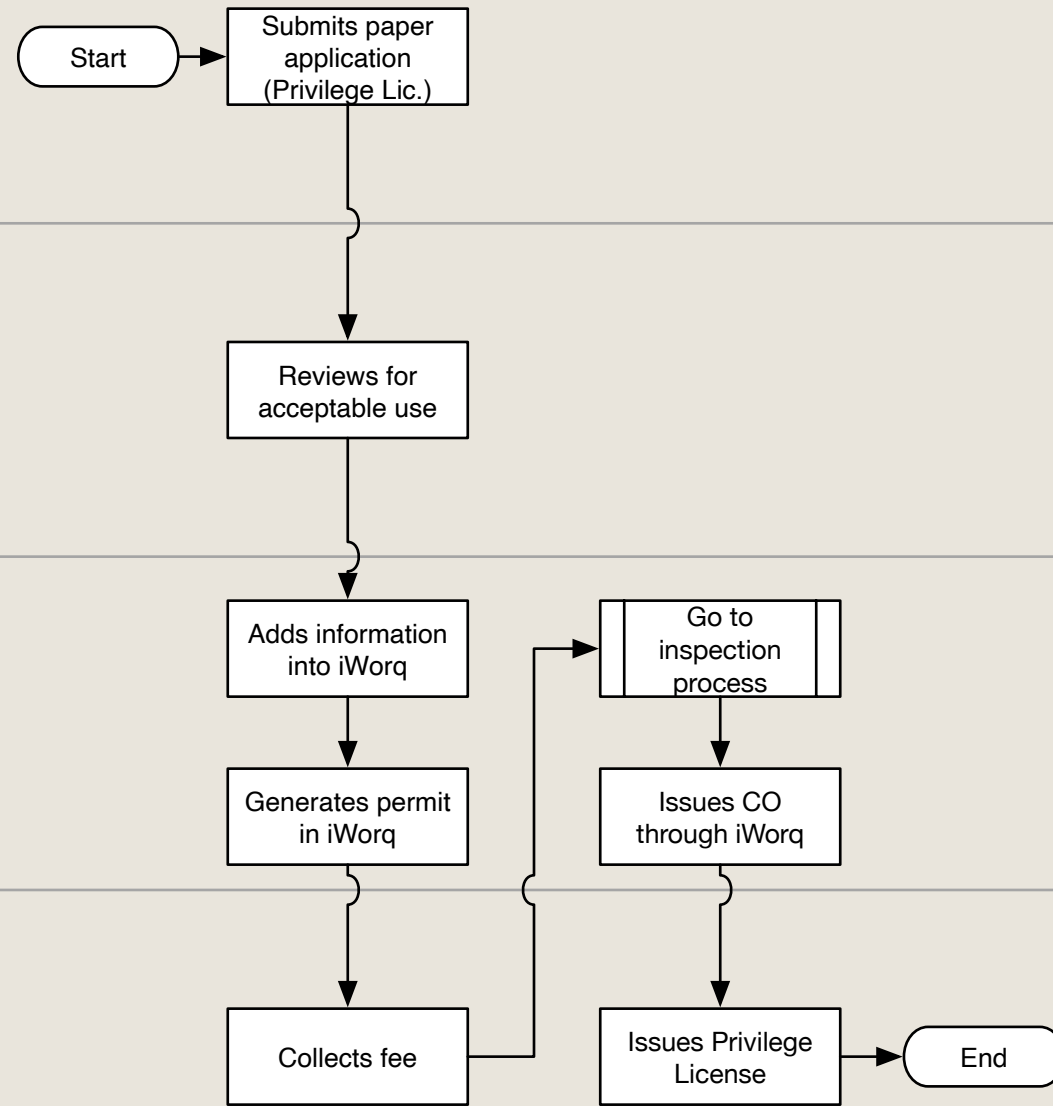 Start
Submits paper
application
(Privilege Lic.)
Reviews for
acceptable use
Adds information
into iWorq
Generates permit
in iWorq
Collects fee
Go to
inspection
process
Issues CO
through iWorq
Issues Privilege
License
End